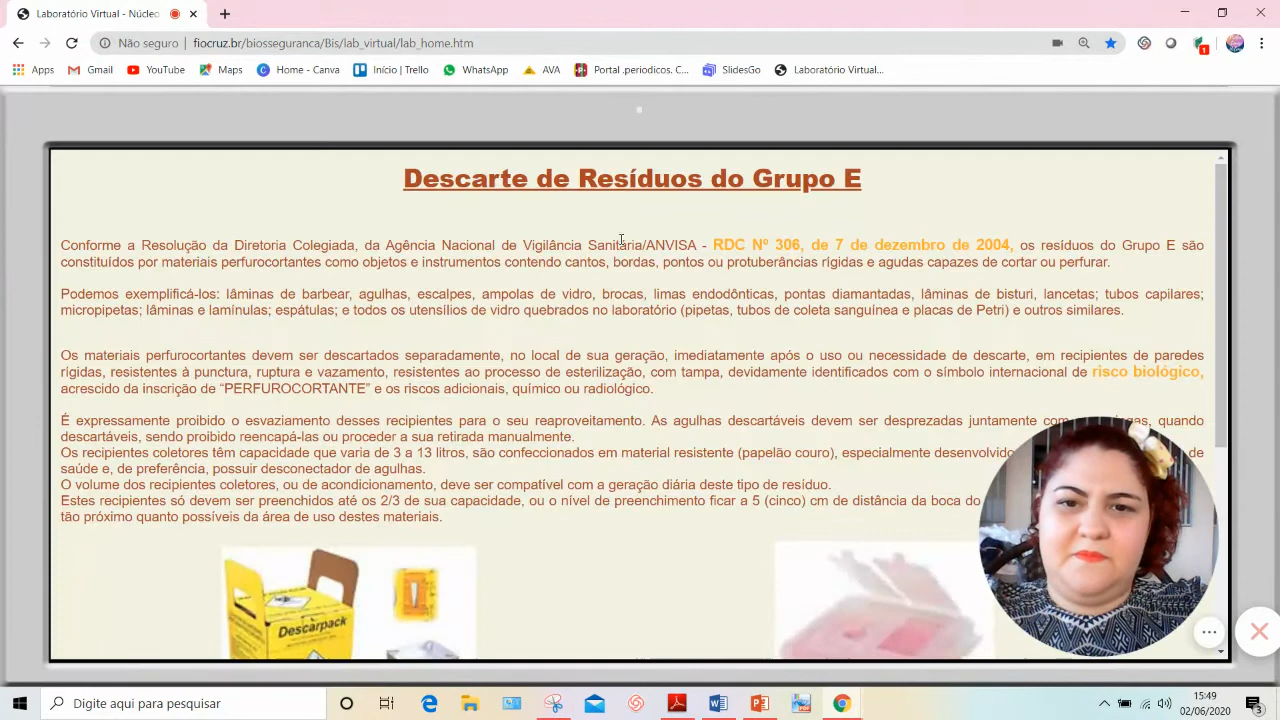 Laboratório Virtual - Núcleo
Não seguro | fiocruz.br/biosseguranca/Bis/lab_virtual/lab_home.htm
Apps Gmail YouTube Maps Home - Canva Início | Trello WhatsApp AVA Portal .periodicos. C... SlidesGo Laboratório Virtual...
Descarte de Resíduos do Grupo E
Conforme a Resolução da Diretoria Colegiada, da Agência Nacional de Vigilância Sanitária/ANVISA - RDC Nº 306, de 7 de dezembro de 2004, os resíduos do Grupo E são
constituídos por materiais perfurocortantes como objetos e instrumentos contendo cantos, bordas, pontos ou protuberâncias rígidas e agudas capazes de cortar ou perfurar.
Podemos exemplificá-los: lâminas de barbear, agulhas, escalpes, ampolas de vidro, brocas, limas endodônticas, pontas diamantadas, lâminas de bisturi, lancetas; tubos capilares;
micropipetas; lâminas e lamínulas; espátulas; e todos os utensílios de vidro quebrados no laboratório (pipetas, tubos de coleta sanguínea e placas de Petri) e outros similares.
Os materiais perfurocortantes devem ser descartados separadamente, no local de sua geração, imediatamente após o uso ou necessidade de descarte, em recipientes de paredes
rígidas, resistentes à punctura, ruptura e vazamento, resistentes ao processo de esterilização, com tampa, devidamente identificados com o símbolo internacional de risco biológico,
acrescido da inscrição de “PERFUROCORTANTE” e os riscos adicionais, químico ou radiológico.
É expressamente proibido o esvaziamento desses recipientes para o seu reaproveitamento. As agulhas descartáveis devem ser desprezadas juntamente com quando
descartáveis, sendo proibido reencapá-las ou proceder a sua retirada manualmente.
Os recipientes coletores têm capacidade que varia de 3 a 13 litros, são confeccionados em material resistente (papelão couro), especialmente de
saúde e, de preferência, possuir desconectador de agulhas.
O volume dos recipientes coletores, ou de acondicionamento, deve ser compatível com a geração diária deste tipo de resíduo.
Estes recipientes só devem ser preenchidos até os 2/3 de sua capacidade, ou o nível de preenchimento ficar a 5 (cinco) cm de distância da boca do
tão próximo quanto possíveis da área de uso destes materiais.
Descarpack
Digite aqui para pesquisar
15:49
02/06/2020